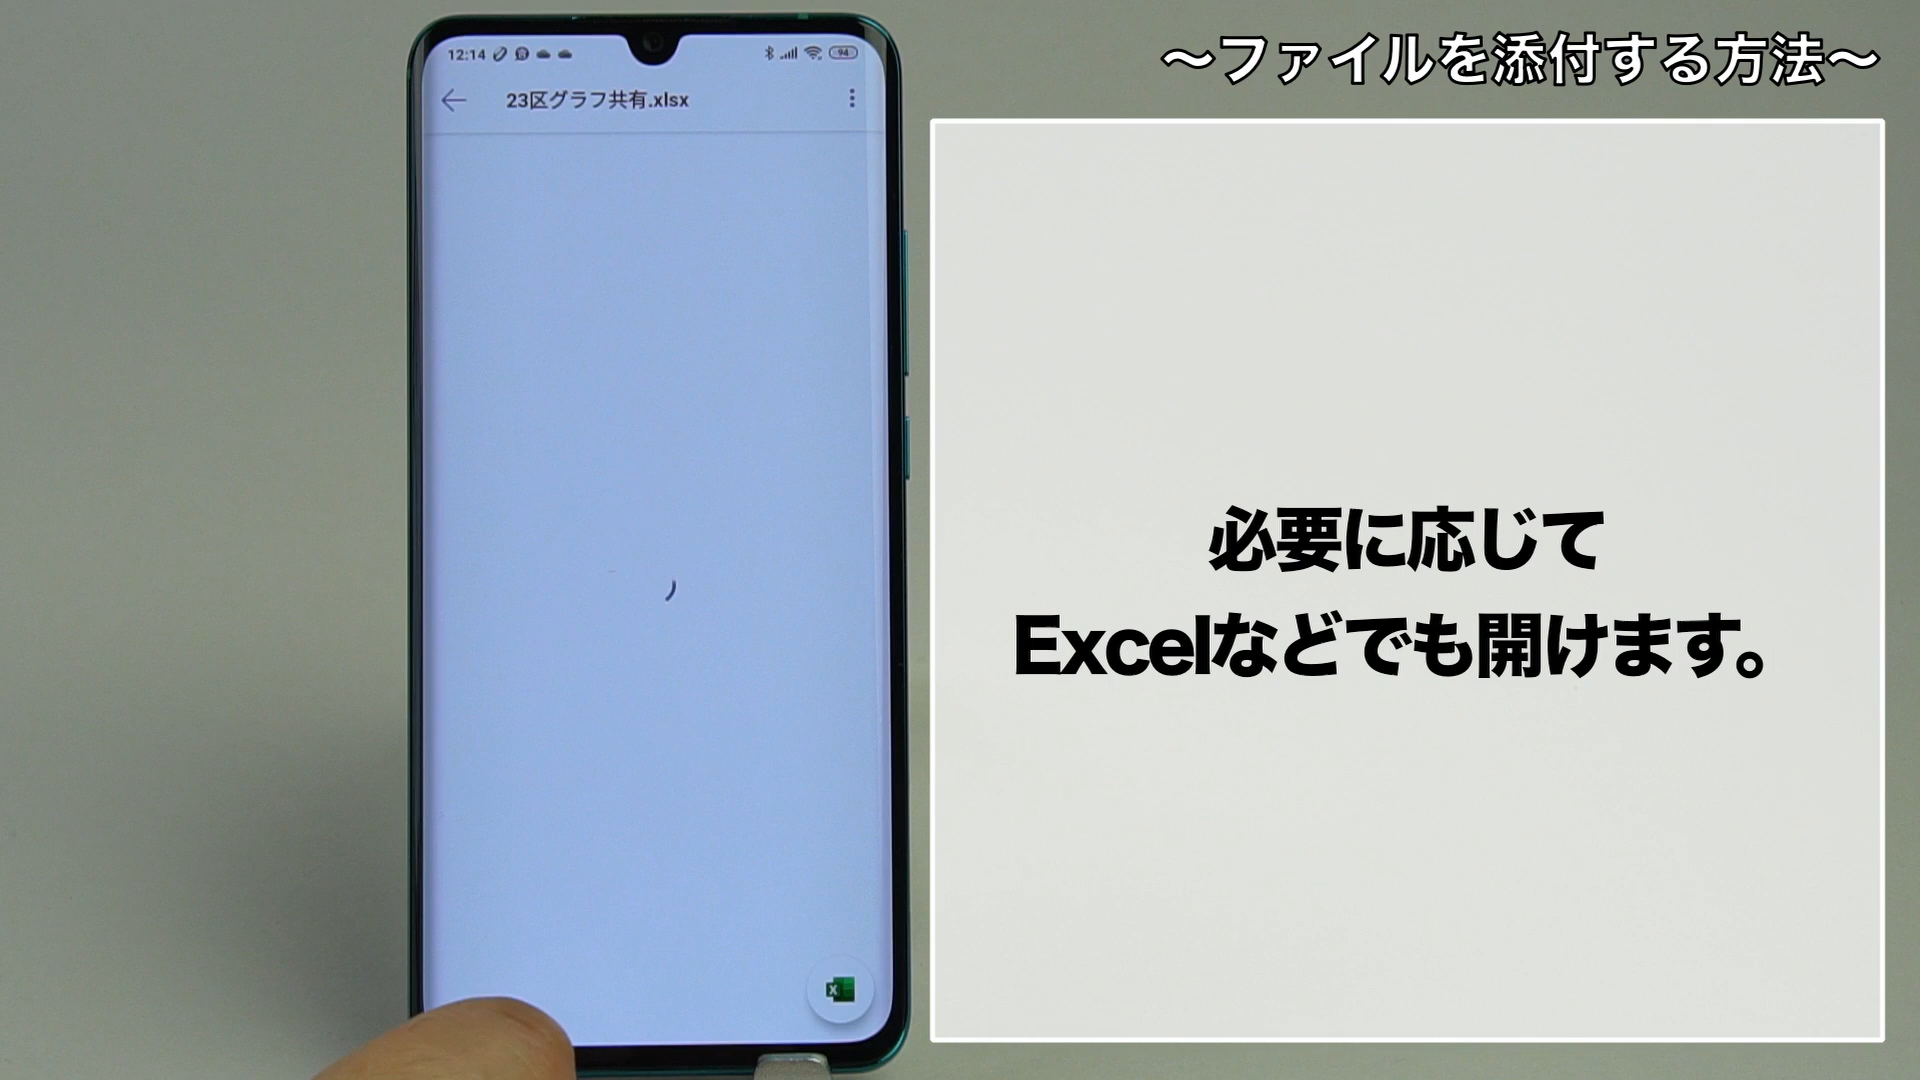 〜ファイルを添付する方法〜
12:14
94
23区グラフ共有.xlsx
必要に応じて
Excelなどでも開けます。
X